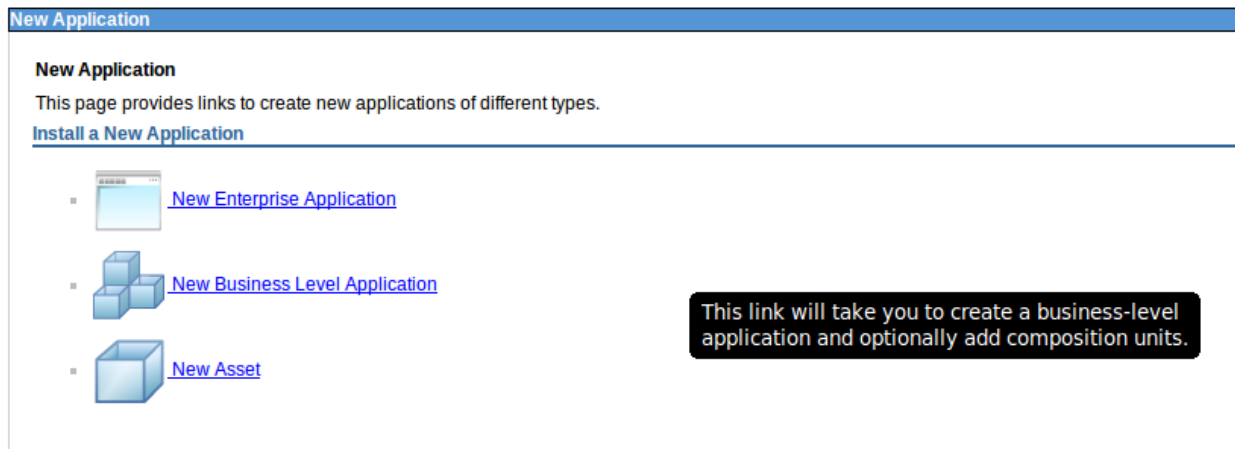 New Application
New Application
This page provides links to create new applications of different types.
Install a New Application
New Enterprise Application
New Business Level Application
This link will take you to create a business-level
application and optionally add composition units.
New Asset